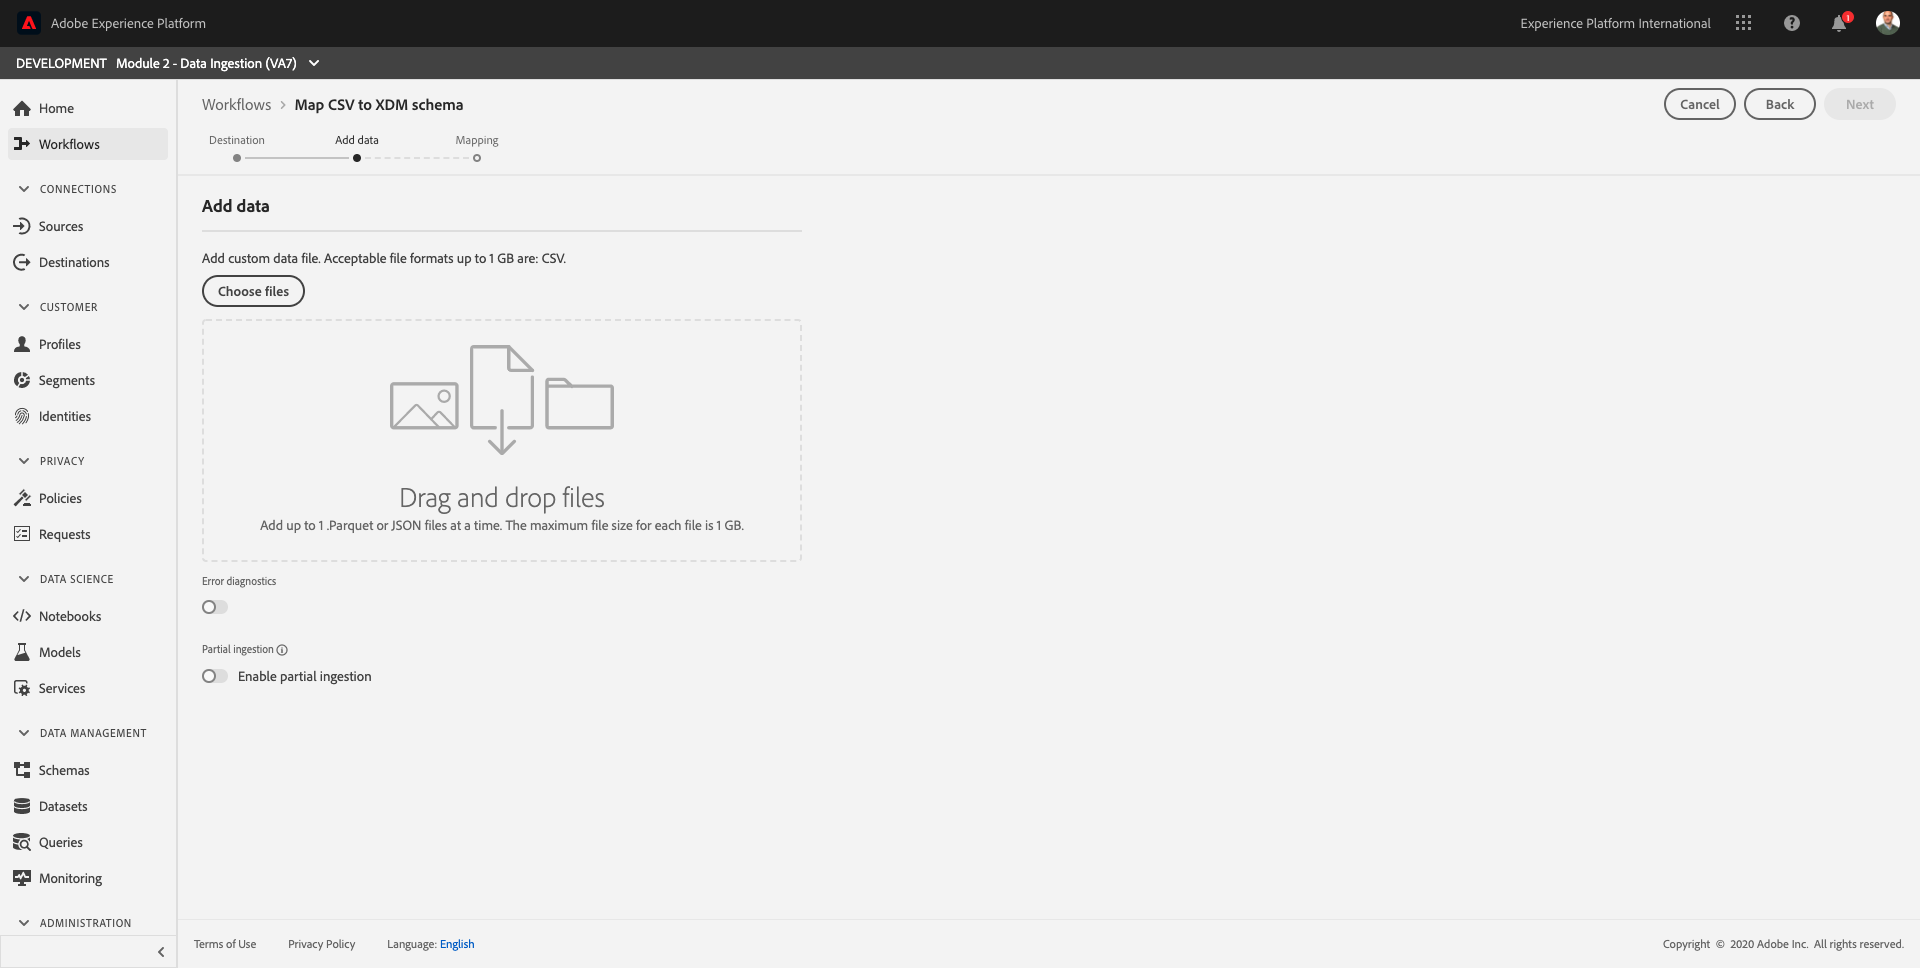 Adobe Experience Platform
Experience Platform International
1
DEVELOPMENT Module 2 - Data Ingestion (VA7)
Home
Workflows
CONNECTIONS
Sources
Destinations
CUSTOMER
Profiles
Segments
Identities
PRIVACY
Policies
Requests
DATA SCIENCE
Notebooks
Models
Services
DATA MANAGEMENT
Schemas
Datasets
Queries
Monitoring
ADMINISTRATION
Workflows > Map CSV to XDM schema
Cancel
Back
Next
Destination
Add data
Mapping
Add data
Add custom data file. Acceptable file formats up to 1 GB are: CSV.
Choose files
Drag and drop files
Add up to 1 .Parquet or JSON files at a time. The maximum file size for each file is 1 GB.
Error diagnostics
Partial ingestion
Enable partial ingestion
Terms of Use
Privacy Policy
Language: English
Copyright © 2020 Adobe Inc. All rights reserved.